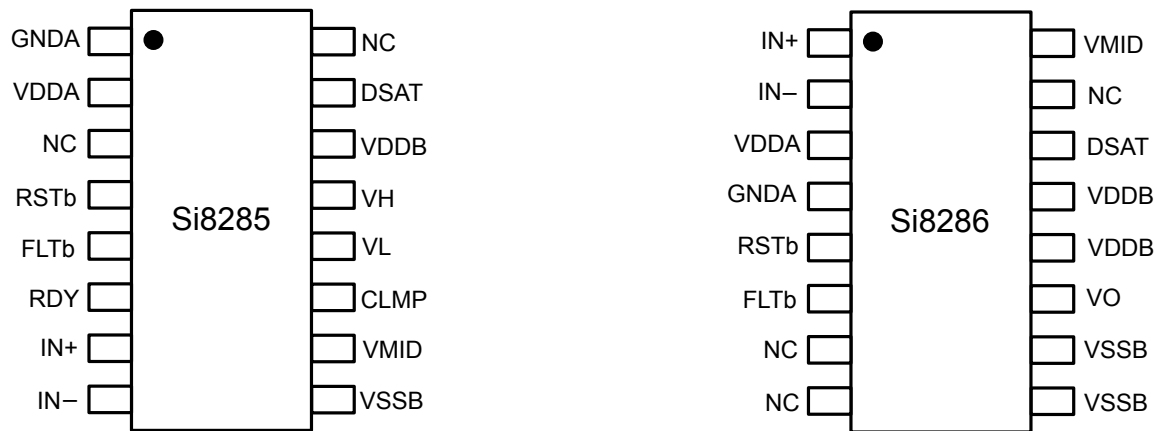 GNDA
VDDA
NC
RSTb
FLTb
RDY
IN+
IN–
Si8285
NC
DSAT
VDDB
VH
VL
CLMP
VMID
VSSB
IN+
IN–
VDDA
GNDA
RSTb
FLTb
NC
NC
Si8286
VMID
NC
DSAT
VDDB
VDDB
VO
VSSB
VSSB